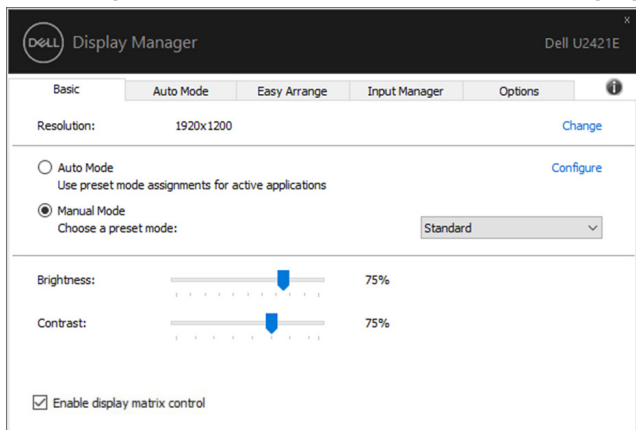 x
DELL Display Manager
Dell U2421E
Basic Auto Mode Easy Arrange Input Manager Options i
Resolution: 1920x1200 Change
Auto Mode Configure
Use preset mode assignments for active applications
Manual Mode
Choose a preset mode: Standard
Brightness: 75%
Contrast: 75%
Enable display matrix control